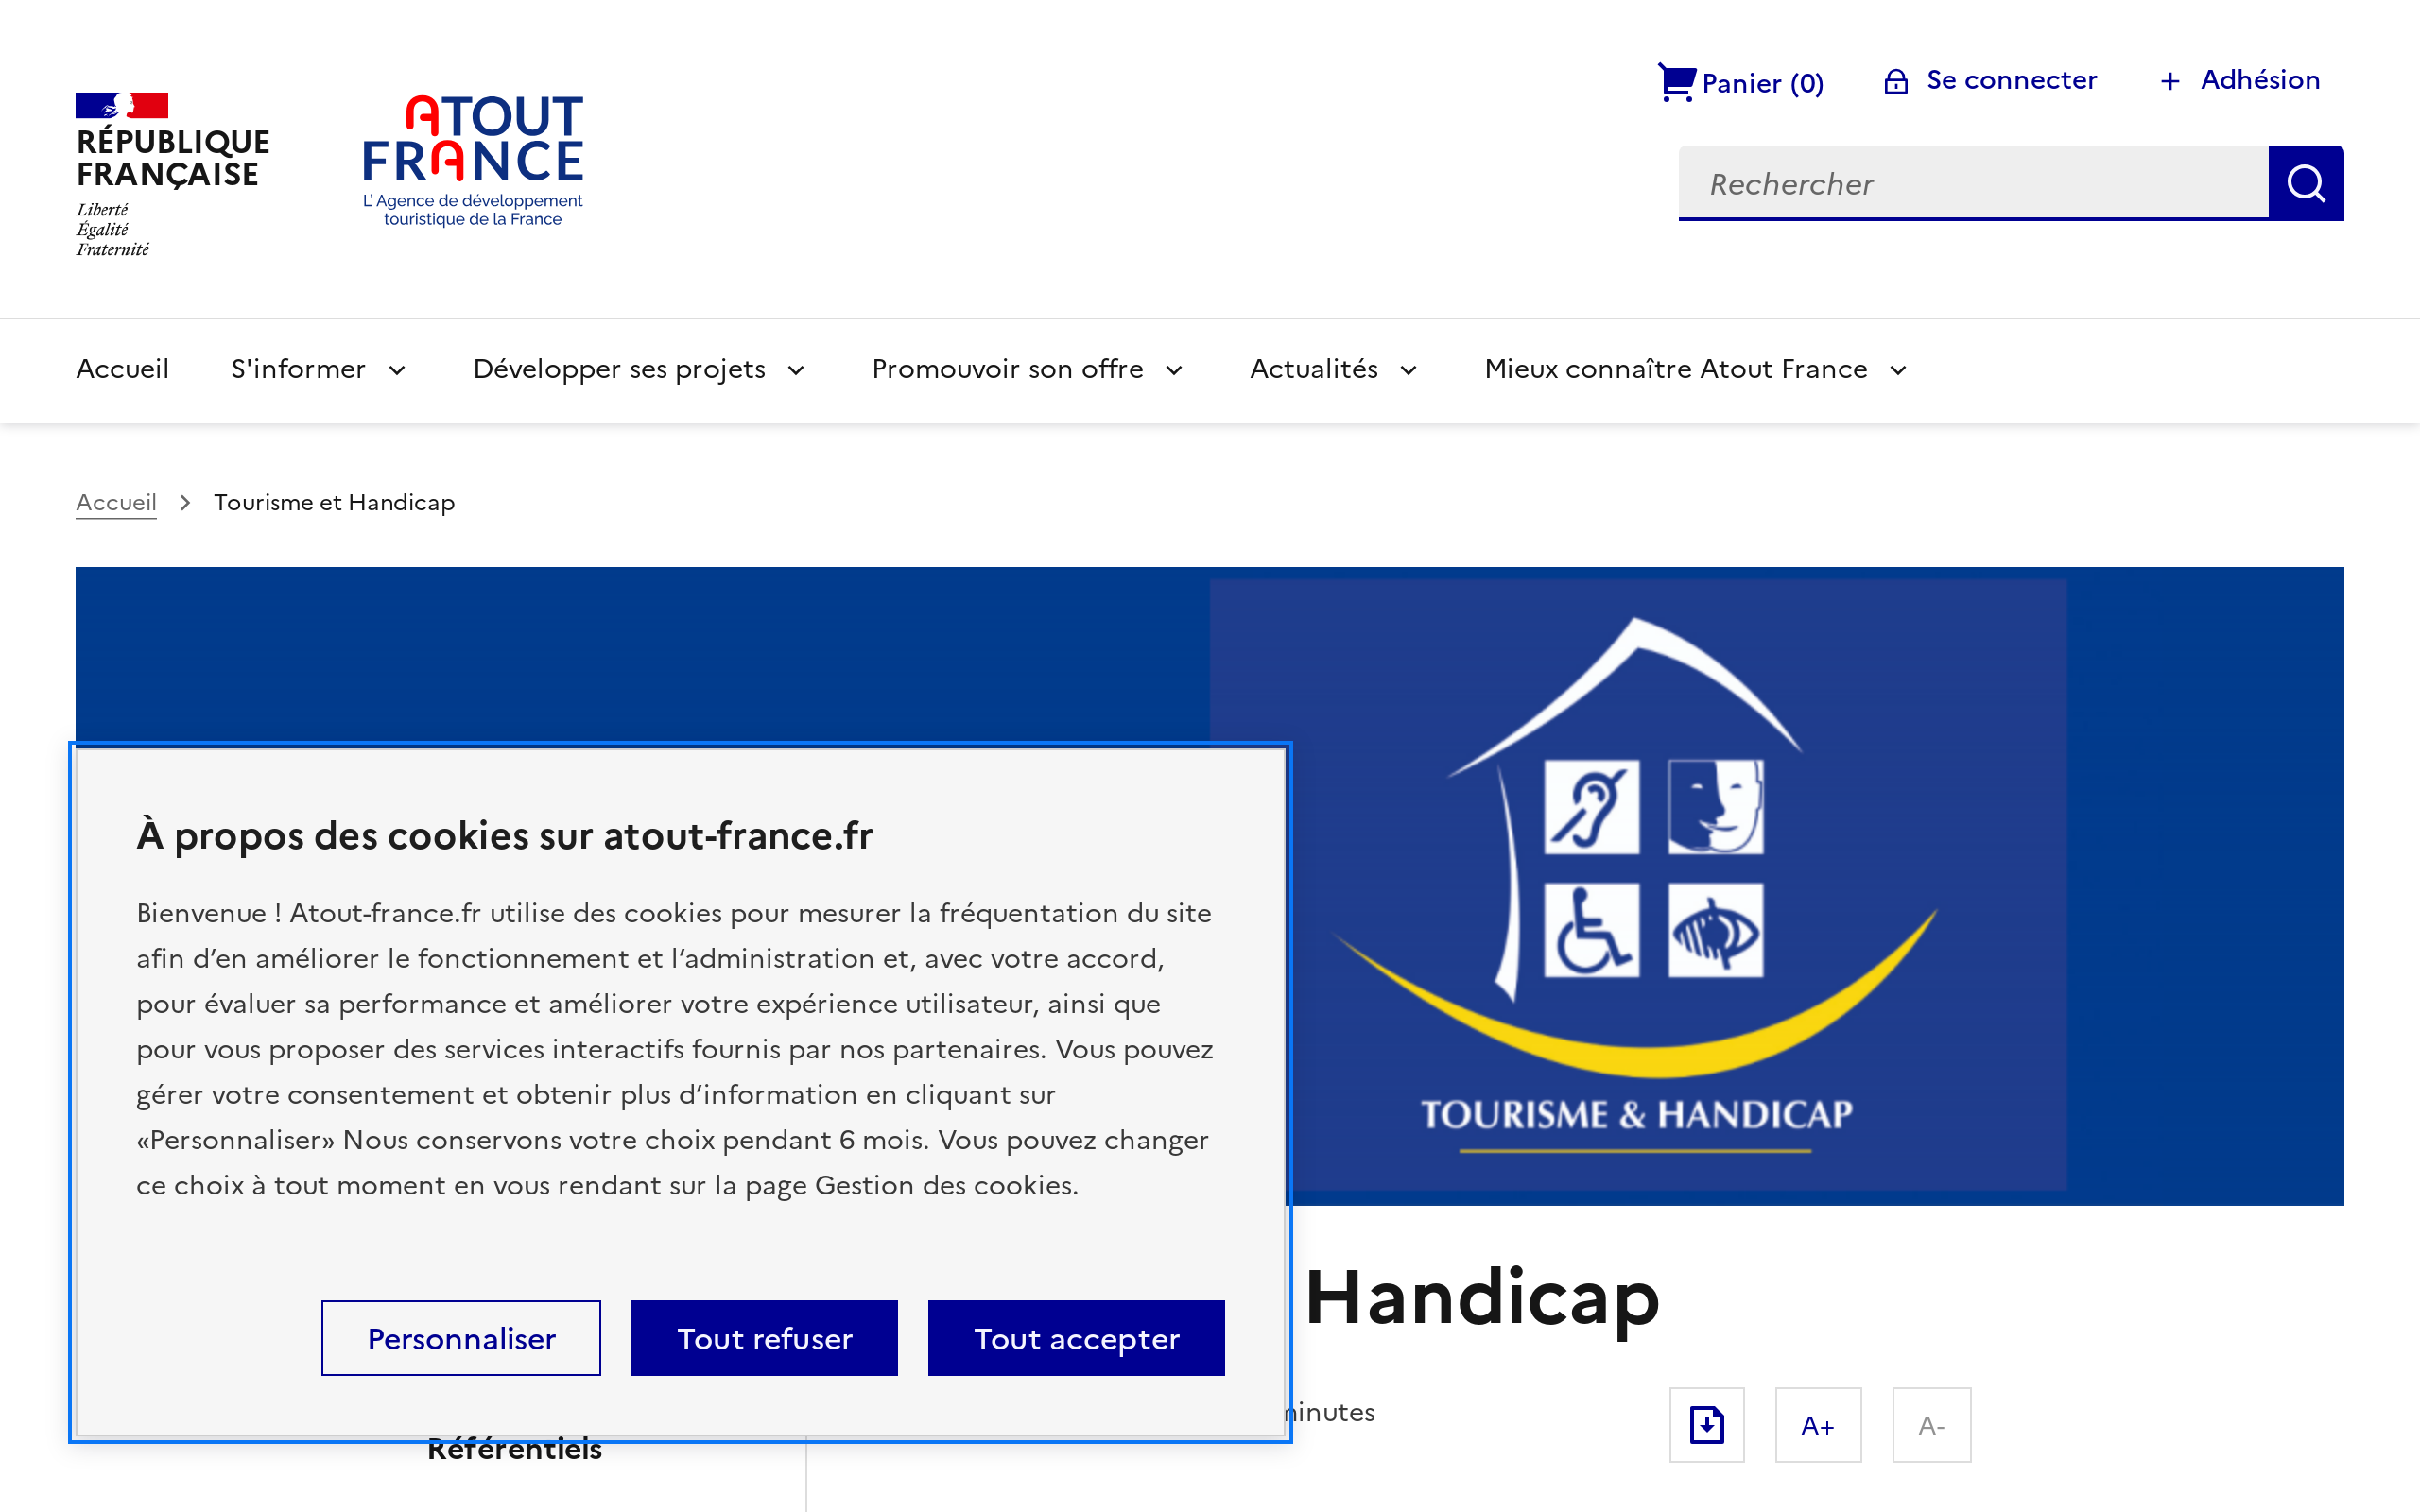 Panier (0)
Se connecter
Adhésion
RÉPUBLIQUE
FRANÇAISE
Liberté
Égalité
Fraternité
ATOUT
FRANCE
L'Agence de développement
touristique de la France
Rechercher
Accueil
S'informer
Développer ses projets
Promouvoir son offre
Actualités
Mieux connaître Atout France
Accueil
Tourisme et Handicap
TOURISME & HANDICAP
À propos des cookies sur atout-france.fr
Bienvenue ! Atout-france.fr utilise des cookies pour mesurer la fréquentation du site
afin d’en améliorer le fonctionnement et l’administration et, avec votre accord,
pour évaluer sa performance et améliorer votre expérience utilisateur, ainsi que
pour vous proposer des services interactifs fournis par nos partenaires. Vous pouvez
gérer votre consentement et obtenir plus d’information en cliquant sur
«Personnaliser» Nous conservons votre choix pendant 6 mois. Vous pouvez changer
ce choix à tout moment en vous rendant sur la page Gestion des cookies.
Personnaliser
Tout refuser
Tout accepter
Handicap
minutes
A+
A-
Référentiels